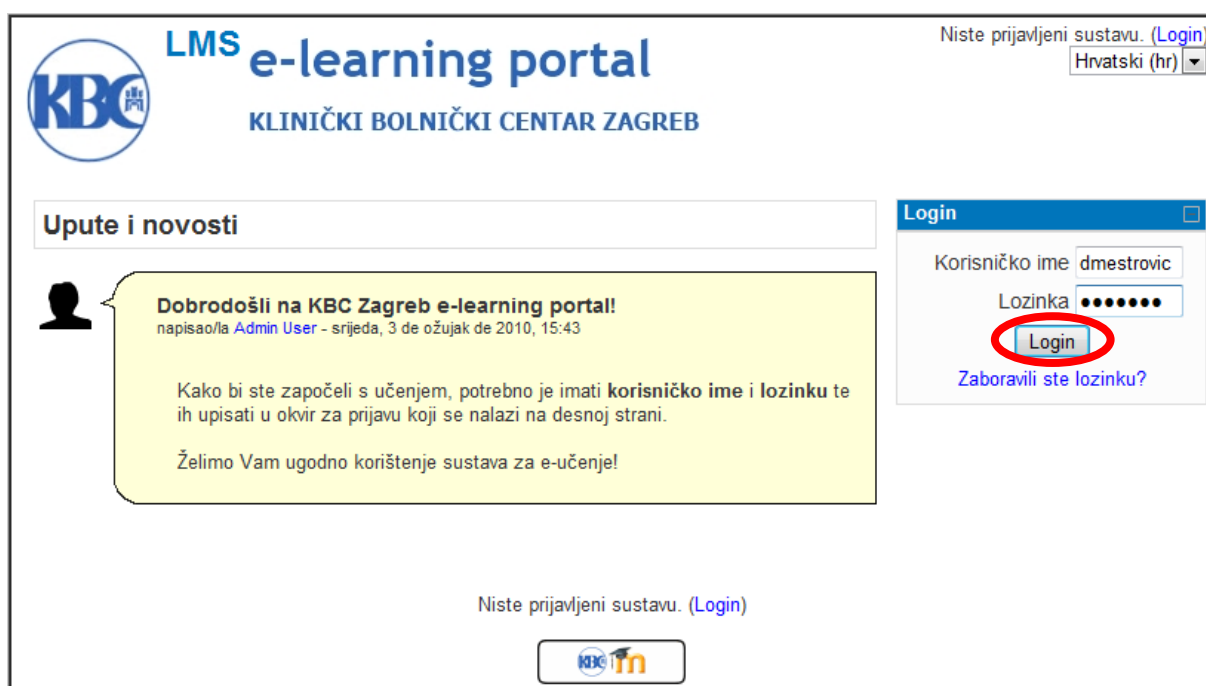 Niste prijavljeni sustavu. (Login)
Hrvatski (hr)
LMS e-learning portal
KBC
KLINIČKI BOLNIČKI CENTAR ZAGREB
Upute i novosti
Dobrodošli na KBC Zagreb e-learning portal!
napisao/la Admin User - srijeda, 3 de ožujak de 2010, 15:43
Kako bi ste započeli s učenjem, potrebno je imati korisničko ime i lozinku te
ih upisati u okvir za prijavu koji se nalazi na desnoj strani.
Želimo Vam ugodno korištenje sustava za e-učenje!
Login
Korisničko ime dmestrovic
Lozinka ●●●●●●●
Login
Zaboravili ste lozinku?
Niste prijavljeni sustavu. (Login)
KBC m